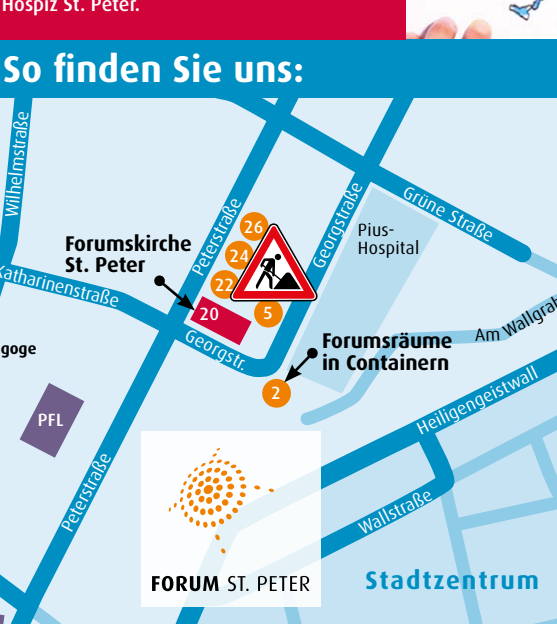 Hospiz St. Peter.
So finden Sie uns:
Wilhelmstraße
Katharinenstraße
Peterstraße
Georgstraße
Grüne Straße
Pius-
Hospital
Forumskirche
St. Peter
26
24
22
20
5
Georgstr.
Forumsräume
in Containern
2
Am Wallgrab
goge
PFL
Heiligengeistwall
Peterstraße
Wallstraße
FORUM ST. PETER
Stadtzentrum